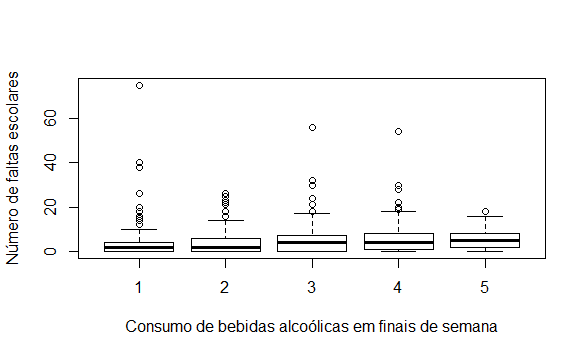 Número de faltas escolares
60
40
20
0
1 2 3 4 5
Consumo de bebidas alcoólicas em finais de semana